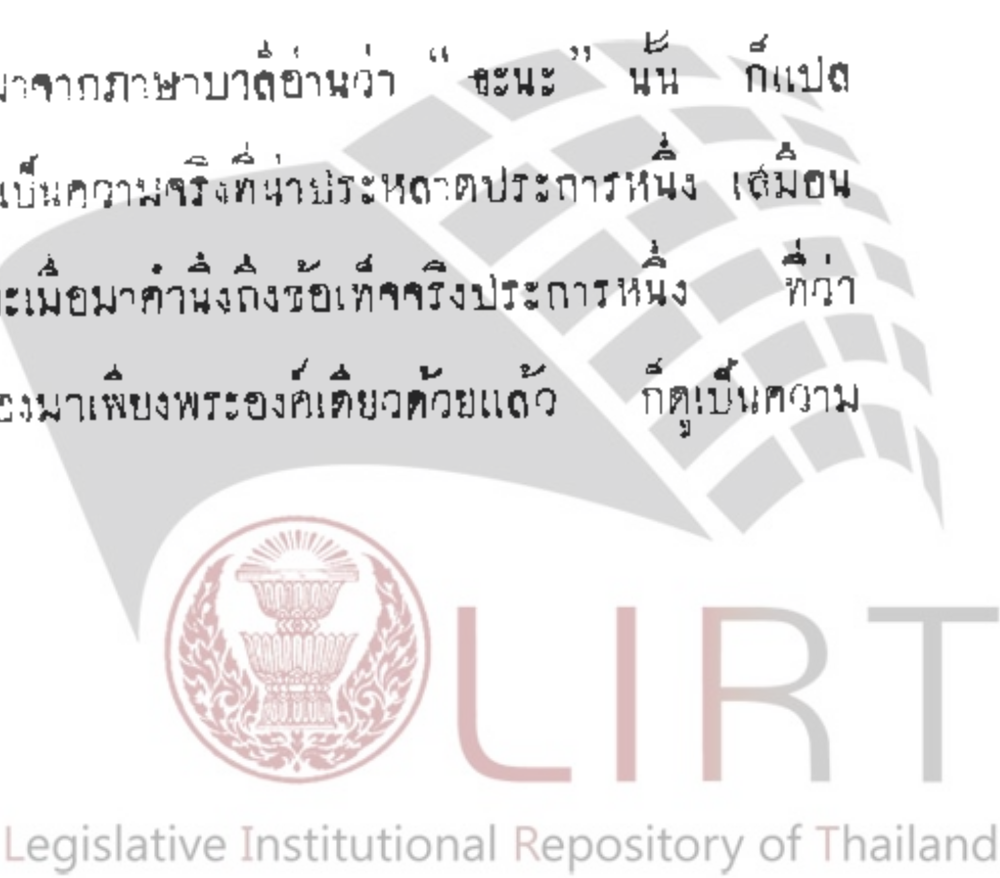 มาจากภาษาบาลีอ่านว่า “ ธะนะ ” นั้น ก็แปล
เป็นความจริงที่น่าประหลาดประการหนึ่ง เสมือน
เมื่อมาคำนึงถึงข้อเท็จจริงประการหนึ่ง ที่ว่า
มาเพียงพระองค์เดียวด้วยแล้ว ก็ดูเป็นความ
LIRT
Legislative Institutional Repository of Thailand